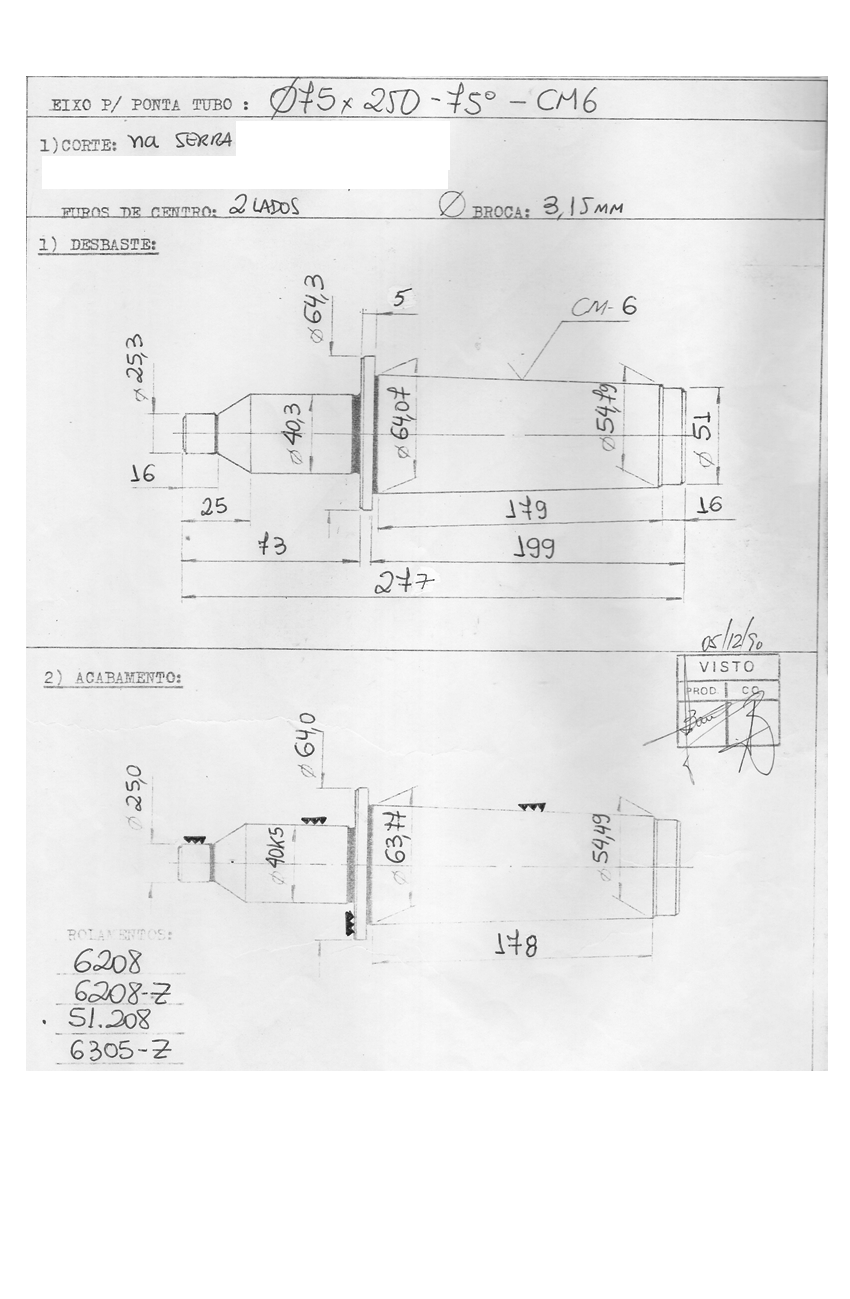 EIXO P/ PONTA TUBO : Ø75 x 250 - 75° - CM6
1) CORTE: na SERRA
FUROS DE CENTRO: 2 LADOS Ø BROCA: 3,15 MM
1) DESBASTE:
Ø 64,3
5
CM-6
Ø 25,3
Ø 40,3
Ø 64,07
Ø 54,79
Ø 51
16
25
179
16
73
199
277
05/12/90
2) ACABAMENTO:
VISTO
PROD. CQ
Ø 64,0
Ø 25,0
Ø 40K5
Ø 63,77
Ø 54,49
178
ROLAMENTOS:
6208
6208-Z
51.208
6305-Z